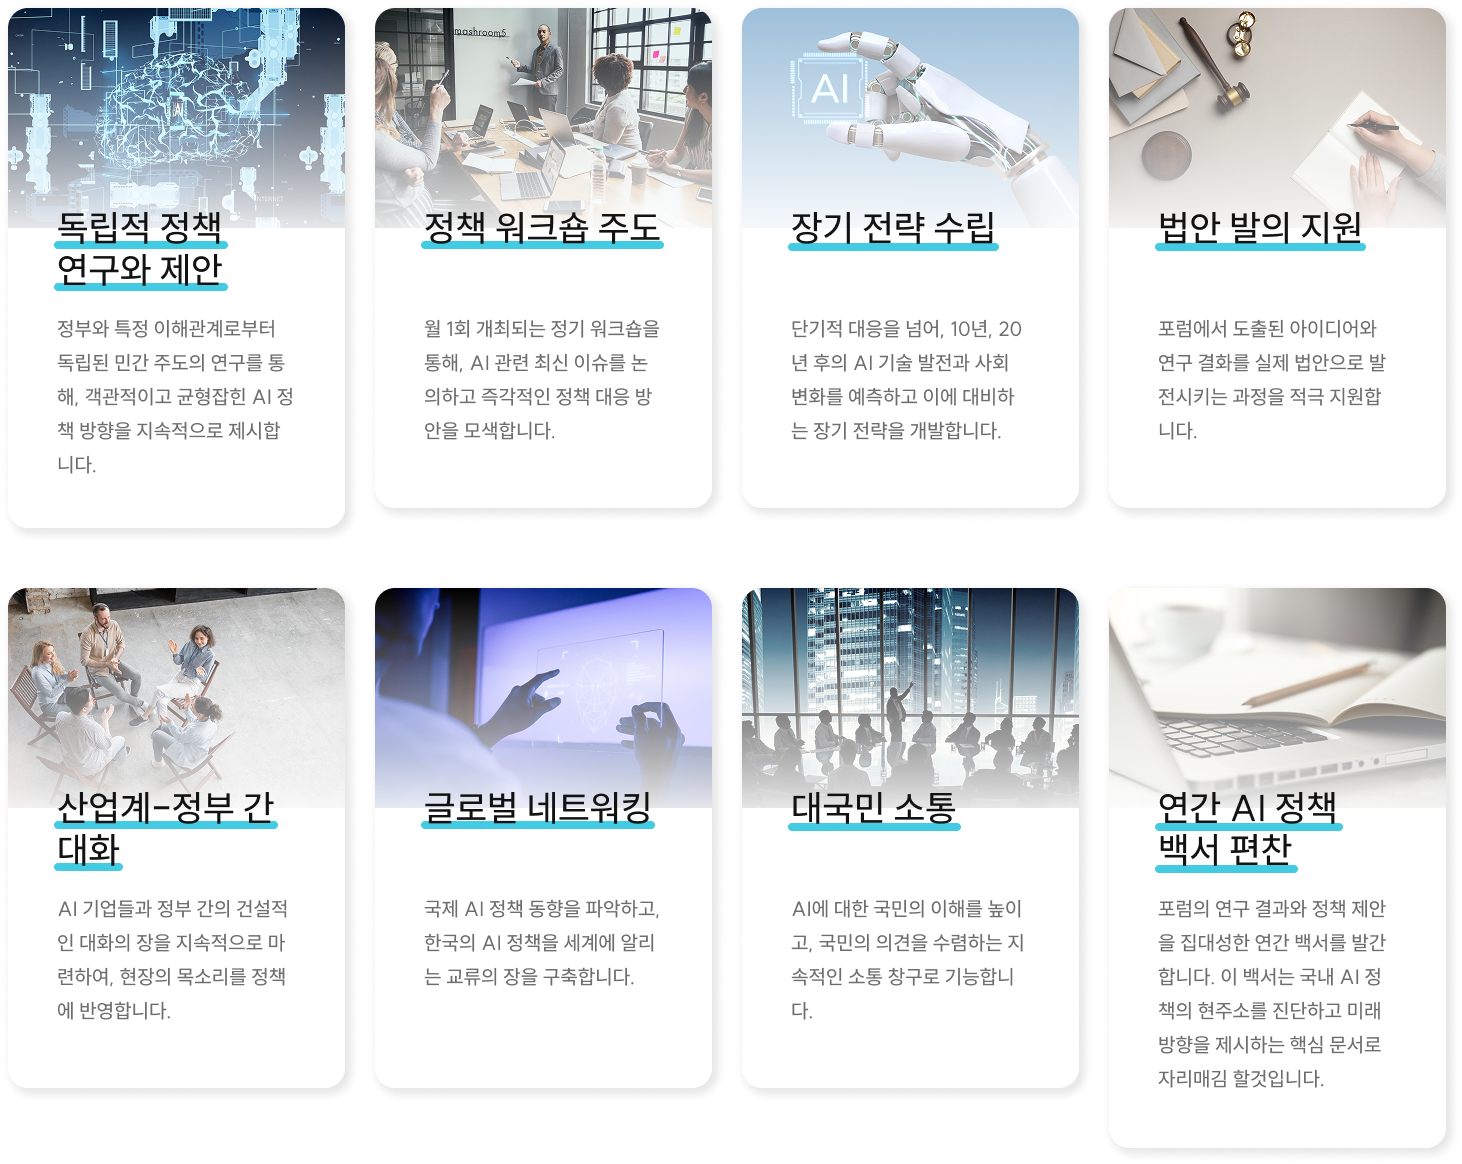 AI
mashroom5
AI
독립적 정책
연구와 제안
정부와 특정 이해관계로부터
독립된 민간 주도의 연구를 통
해, 객관적이고 균형잡힌 AI 정
책 방향을 지속적으로 제시합
니다.
정책 워크숍 주도
월 1회 개최되는 정기 워크숍을
통해, AI 관련 최신 이슈를 논
의하고 즉각적인 정책 대응 방
안을 모색합니다.
장기 전략 수립
단기적 대응을 넘어, 10년, 20
년 후의 AI 기술 발전과 사회
변화를 예측하고 이에 대비하
는 장기 전략을 개발합니다.
법안 발의 지원
포럼에서 도출된 아이디어와
연구 결화를 실제 법안으로 발
전시키는 과정을 적극 지원합
니다.
산업계-정부 간
대화
AI 기업들과 정부 간의 건설적
인 대화의 장을 지속적으로 마
련하여, 현장의 목소리를 정책
에 반영합니다.
글로벌 네트워킹
국제 AI 정책 동향을 파악하고,
한국의 AI 정책을 세계에 알리
는 교류의 장을 구축합니다.
대국민 소통
AI에 대한 국민의 이해를 높이
고, 국민의 의견을 수렴하는 지
속적인 소통 창구로 기능합니
다.
연간 AI 정책
백서 편찬
포럼의 연구 결과와 정책 제안
을 집대성한 연간 백서를 발간
합니다. 이 백서는 국내 AI 정
책의 현주소를 진단하고 미래
방향을 제시하는 핵심 문서로
자리매김 할것입니다.